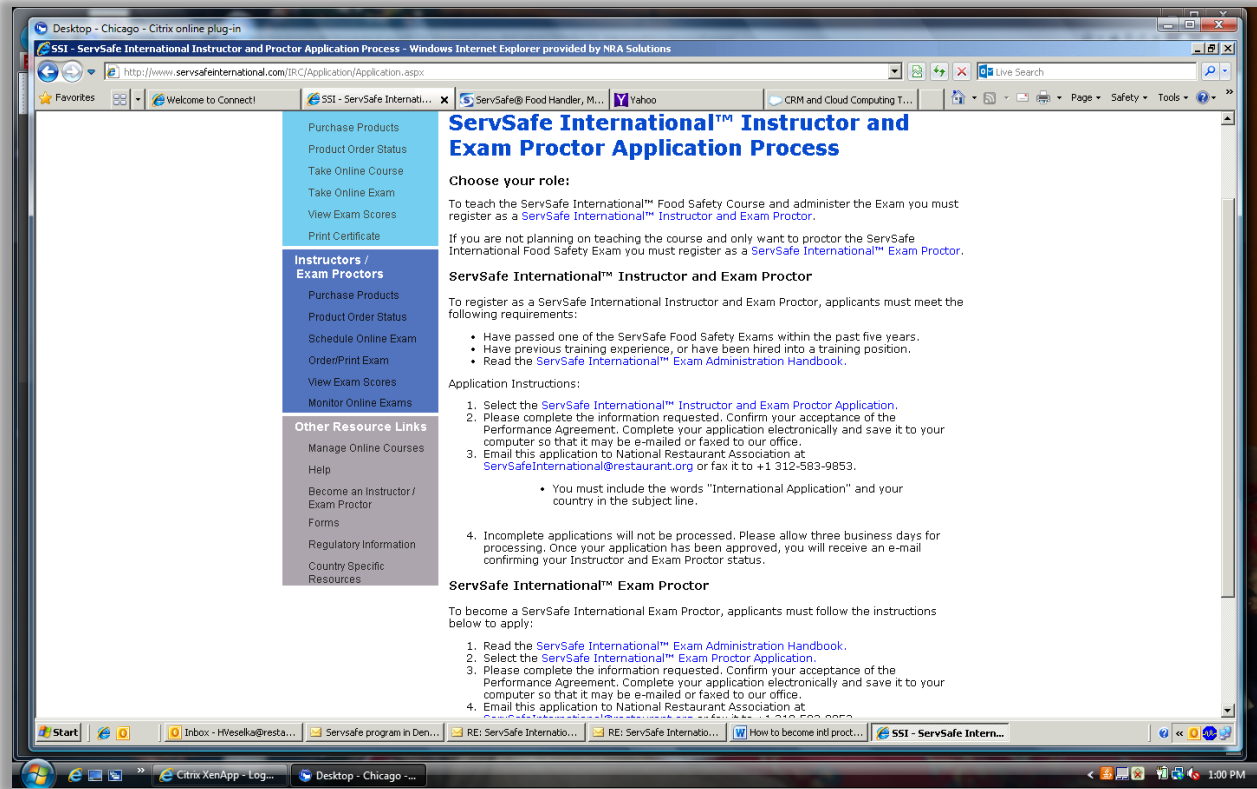 Desktop - Chicago - Citrix online plug-in
SSI - ServSafe International Instructor and Proctor Application Process - Windows Internet Explorer provided by NRA Solutions
http://www.servsafeinternational.com/IRC/Application/Application.aspx
Live Search
Favorites
Welcome to Connect!
SSI - ServSafe Internati...
ServSafe® Food Handler, M...
Yahoo
CRM and Cloud Computing T...
Page
Safety
Tools
Purchase Products
Product Order Status
Take Online Course
Take Online Exam
View Exam Scores
Print Certificate
Instructors /
Exam Proctors
Purchase Products
Product Order Status
Schedule Online Exam
Order/Print Exam
View Exam Scores
Monitor Online Exams
Other Resource Links
Manage Online Courses
Help
Become an Instructor /
Exam Proctor
Forms
Regulatory Information
Country Specific
Resources
ServSafe International™ Instructor and
Exam Proctor Application Process
Choose your role:
To teach the ServSafe International™ Food Safety Course and administer the Exam you must
register as a ServSafe International™ Instructor and Exam Proctor.
If you are not planning on teaching the course and only want to proctor the ServSafe
International Food Safety Exam you must register as a ServSafe International™ Exam Proctor.
ServSafe International™ Instructor and Exam Proctor
To register as a ServSafe International Instructor and Exam Proctor, applicants must meet the
following requirements:
• Have passed one of the ServSafe Food Safety Exams within the past five years.
• Have previous training experience, or have been hired into a training position.
• Read the ServSafe International™ Exam Administration Handbook.
Application Instructions:
1. Select the ServSafe International™ Instructor and Exam Proctor Application.
2. Please complete the information requested. Confirm your acceptance of the
Performance Agreement. Complete your application electronically and save it to your
computer so that it may be e-mailed or faxed to our office.
3. Email this application to National Restaurant Association at
ServSafeInternational@restaurant.org or fax it to +1 312-583-9853.
• You must include the words "International Application" and your
country in the subject line.
4. Incomplete applications will not be processed. Please allow three business days for
processing. Once your application has been approved, you will receive an e-mail
confirming your Instructor and Exam Proctor status.
ServSafe International™ Exam Proctor
To become a ServSafe International Exam Proctor, applicants must follow the instructions
below to apply:
1. Read the ServSafe International™ Exam Administration Handbook.
2. Select the ServSafe International™ Exam Proctor Application.
3. Please complete the information requested. Confirm your acceptance of the
Performance Agreement. Complete your application electronically and save it to your
computer so that it may be e-mailed or faxed to our office.
4. Email this application to National Restaurant Association at
ServSafeInternational@restaurant.org or fax it to +1 312-583-9853
Start
Inbox - HVeselka@resta...
Servsafe program in Den...
RE: ServSafe Internatio...
RE: ServSafe Internatio...
How to become intl proct...
SSI - ServSafe Intern...
Citrix XenApp - Log...
Desktop - Chicago -...
1:00 PM